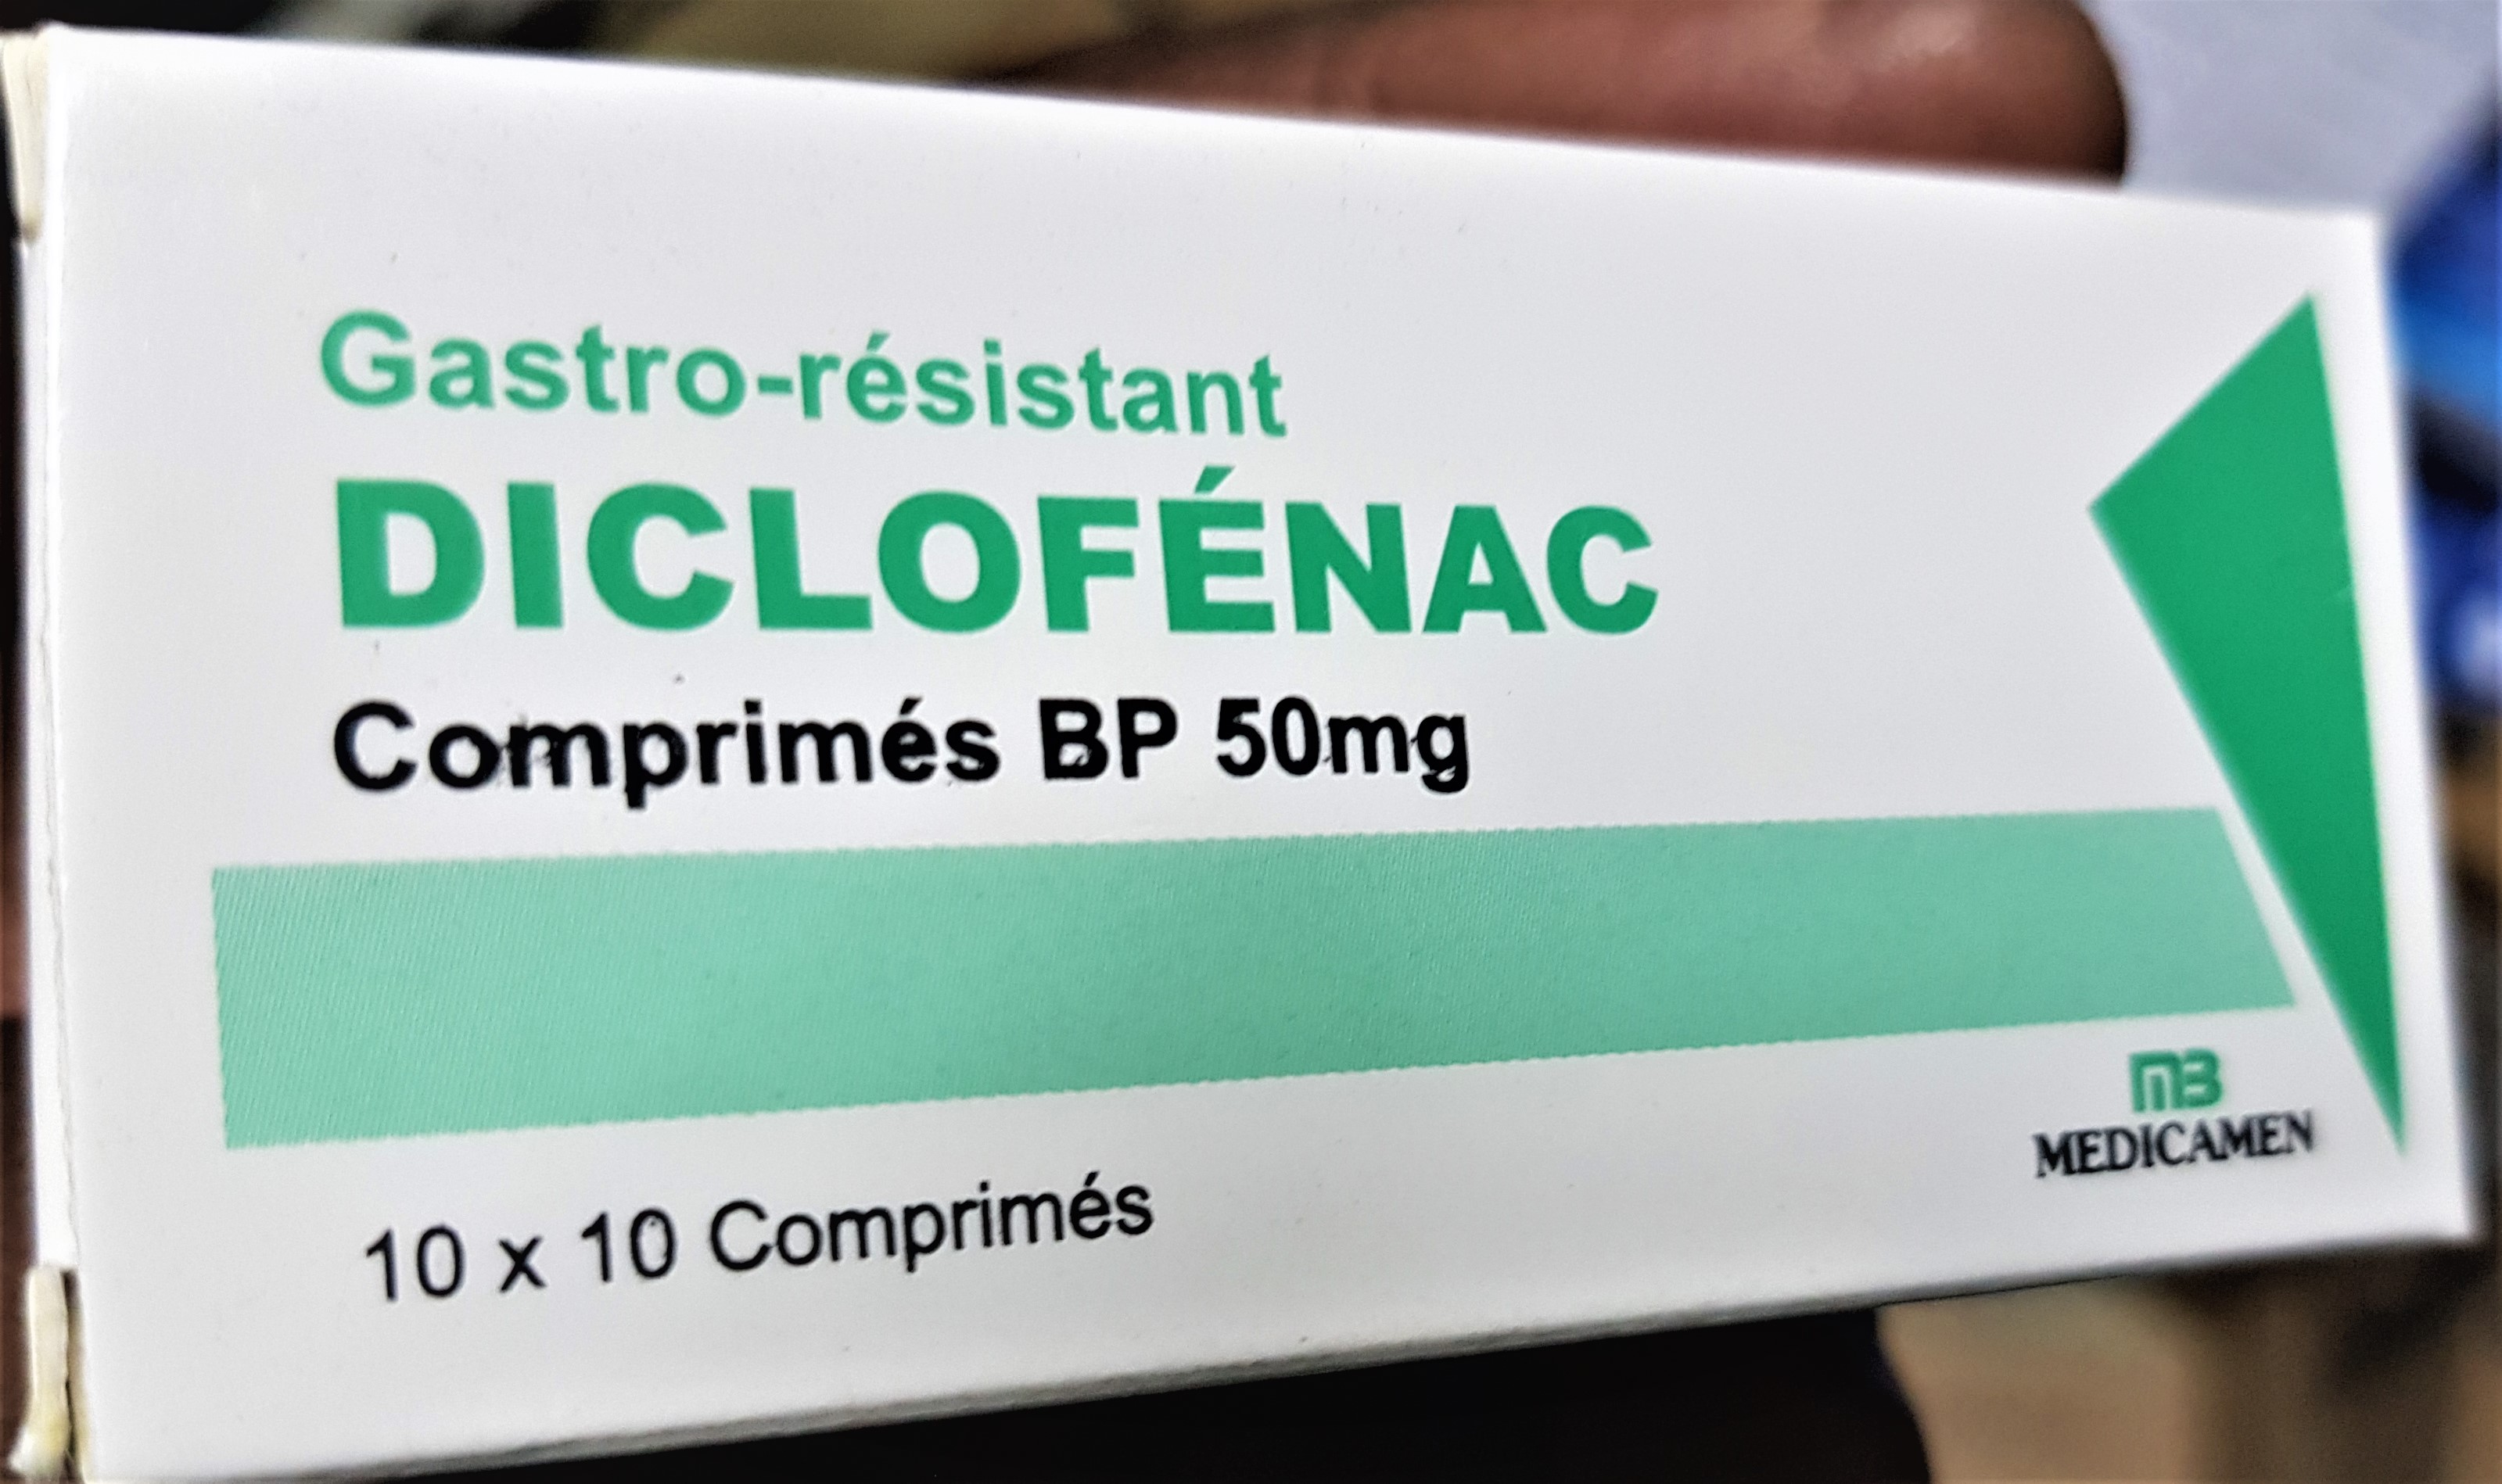 Gastro-résistant
DICLOFÉNAC
Comprimés BP 50mg
MB
MEDICAMEN
10 x 10 Comprimés